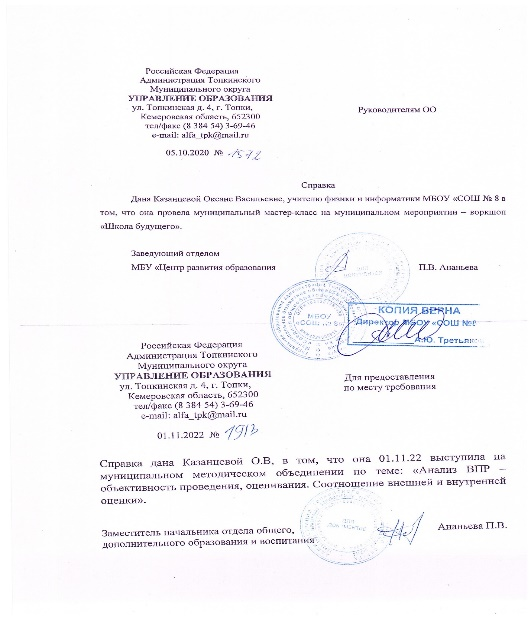 Российская Федерация
Администрация Топкинского
Муниципального округа
УПРАВЛЕНИЕ ОБРАЗОВАНИЯ
ул. Топкинская д. 4, г. Топки,
Кемеровская область, 652300
тел/факс (8 384 54) 3-69-46
e-mail: alfa_tpk@mail.ru
05.10.2020 № 1572
Руководителям ОО
Справка
Дана Казанцевой Оксане Васильевне, учителю физики и информатики МБОУ «СОШ № 8 в
том, что она провела муниципальный мастер-класс на муниципальном мероприятии – воркшоп
«Школа будущего».
Заведующий отделом
МБУ «Центр развития образования
П.В. Ананьева
МБОУ
«СОШ № 8»
КОПИЯ ВЕРНА
Директор МБОУ «СОШ №8
А.Ю. Третьяк
Российская Федерация
Администрация Топкинского
Муниципального округа
УПРАВЛЕНИЕ ОБРАЗОВАНИЯ
ул. Топкинская д. 4, г. Топки,
Кемеровская область, 652300
тел/факс (8 384 54) 3-69-46
e-mail: alfa_tpk@mail.ru
01.11.2022 № 1913
Для предоставления
по месту требования
Справка дана Казанцевой О.В, в том, что она 01.11.22 выступила на
муниципальном методическом объединении по теме: «Анализ ВПР –
объективность проведения, оценивания. Соотношение внешней и внутренней
оценки».
Заместитель начальника отдела общего,
дополнительного образования и воспитания
Ананьева П.В.